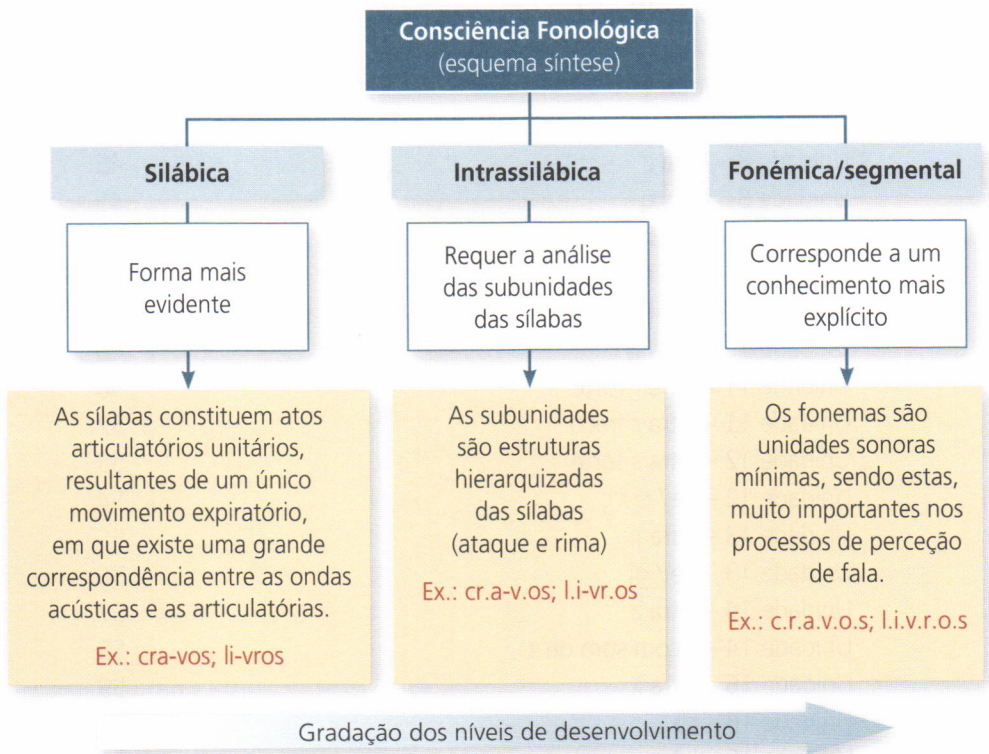 Consciência Fonológica
(esquema síntese)
Silábica
Intrassilábica
Fonémica/segmental
Forma mais
evidente
Requer a análise
das subunidades
das sílabas
Corresponde a um
conhecimento mais
explícito
As sílabas constituem atos
articulatórios unitários,
resultantes de um único
movimento expiratório,
em que existe uma grande
correspondência entre as ondas
acústicas e as articulatórias.
Ex.: cra-vos; li-vros
As subunidades
são estruturas
hierarquizadas
das sílabas
(ataque e rima)
Ex.: cr.a-v.os; l.i-vr.os
Os fonemas são
unidades sonoras
mínimas, sendo estas,
muito importantes nos
processos de perceção
de fala.
Ex.: c.r.a.v.o.s; l.i.v.r.o.s
Gradação dos níveis de desenvolvimento